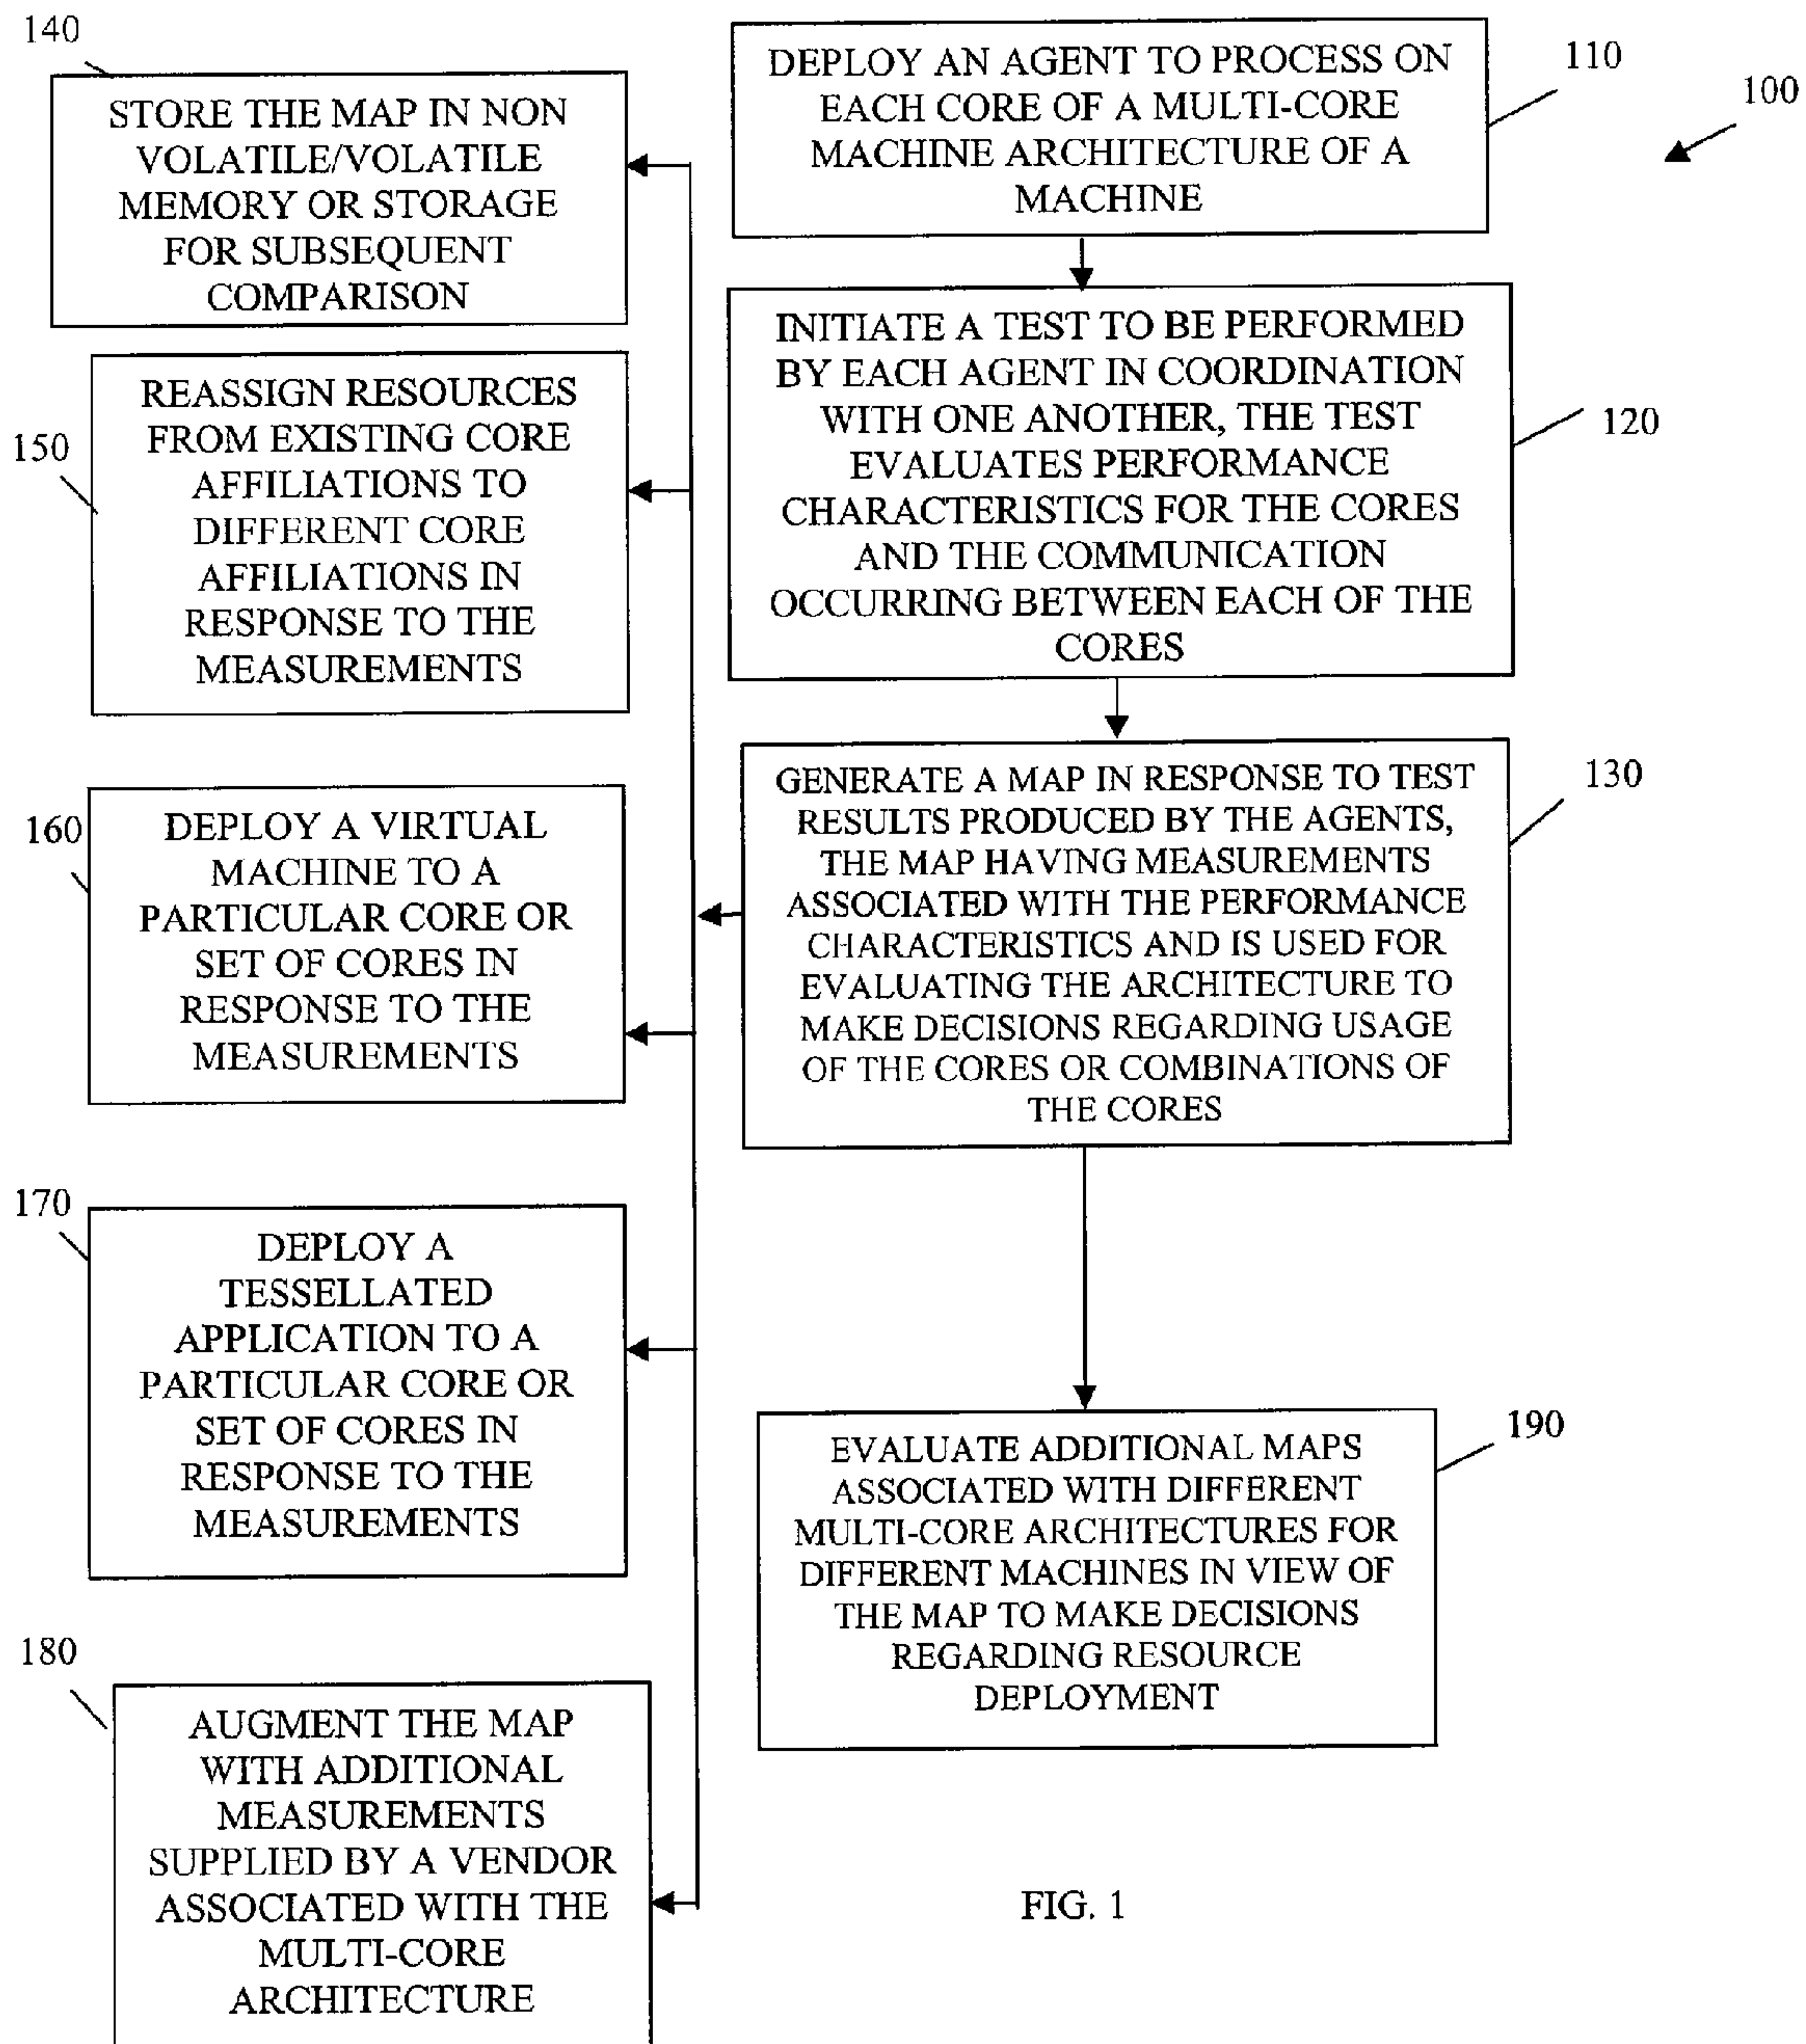 140
STORE THE MAP IN NON
VOLATILE/VOLATILE
MEMORY OR STORAGE
FOR SUBSEQUENT
COMPARISON
150
REASSIGN RESOURCES
FROM EXISTING CORE
AFFILIATIONS TO
DIFFERENT CORE
AFFILIATIONS IN
RESPONSE TO THE
MEASUREMENTS
160
DEPLOY A VIRTUAL
MACHINE TO A
PARTICULAR CORE OR
SET OF CORES IN
RESPONSE TO THE
MEASUREMENTS
170
DEPLOY A
TESSELLATED
APPLICATION TO A
PARTICULAR CORE OR
SET OF CORES IN
RESPONSE TO THE
MEASUREMENTS
180
AUGMENT THE MAP
WITH ADDITIONAL
MEASUREMENTS
SUPPLIED BY A VENDOR
ASSOCIATED WITH THE
MULTI-CORE
ARCHITECTURE
DEPLOY AN AGENT TO PROCESS ON
EACH CORE OF A MULTI-CORE
MACHINE ARCHITECTURE OF A
MACHINE
110
100
INITIATE A TEST TO BE PERFORMED
BY EACH AGENT IN COORDINATION
WITH ONE ANOTHER, THE TEST
EVALUATES PERFORMANCE
CHARACTERISTICS FOR THE CORES
AND THE COMMUNICATION
OCCURRING BETWEEN EACH OF THE
CORES
120
GENERATE A MAP IN RESPONSE TO TEST
RESULTS PRODUCED BY THE AGENTS,
THE MAP HAVING MEASUREMENTS
ASSOCIATED WITH THE PERFORMANCE
CHARACTERISTICS AND IS USED FOR
EVALUATING THE ARCHITECTURE TO
MAKE DECISIONS REGARDING USAGE
OF THE CORES OR COMBINATIONS OF
THE CORES
130
EVALUATE ADDITIONAL MAPS
ASSOCIATED WITH DIFFERENT
MULTI-CORE ARCHITECTURES FOR
DIFFERENT MACHINES IN VIEW OF
THE MAP TO MAKE DECISIONS
REGARDING RESOURCE
DEPLOYMENT
190
FIG. 1